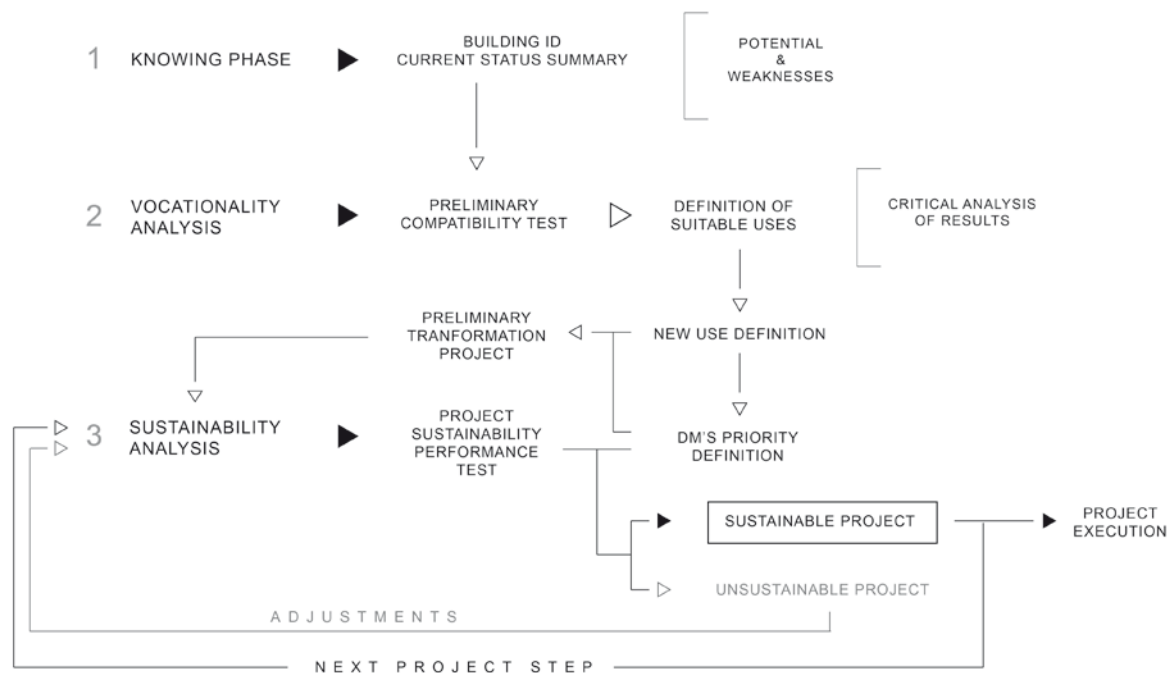 1
KNOWING PHASE
BUILDING ID
CURRENT STATUS SUMMARY
POTENTIAL
&
WEAKNESSES
2
VOCATIONALITY
ANALYSIS
PRELIMINARY
COMPATIBILITY TEST
DEFINITION OF
SUITABLE USES
CRITICAL ANALYSIS
OF RESULTS
PRELIMINARY
TRANFORMATION
PROJECT
NEW USE DEFINITION
3
SUSTAINABILITY
ANALYSIS
PROJECT
SUSTAINABILITY
PERFORMANCE
TEST
DM'S PRIORITY
DEFINITION
SUSTAINABLE PROJECT
PROJECT
EXECUTION
UNSUSTAINABLE PROJECT
ADJUSTMENTS
NEXT PROJECT STEP